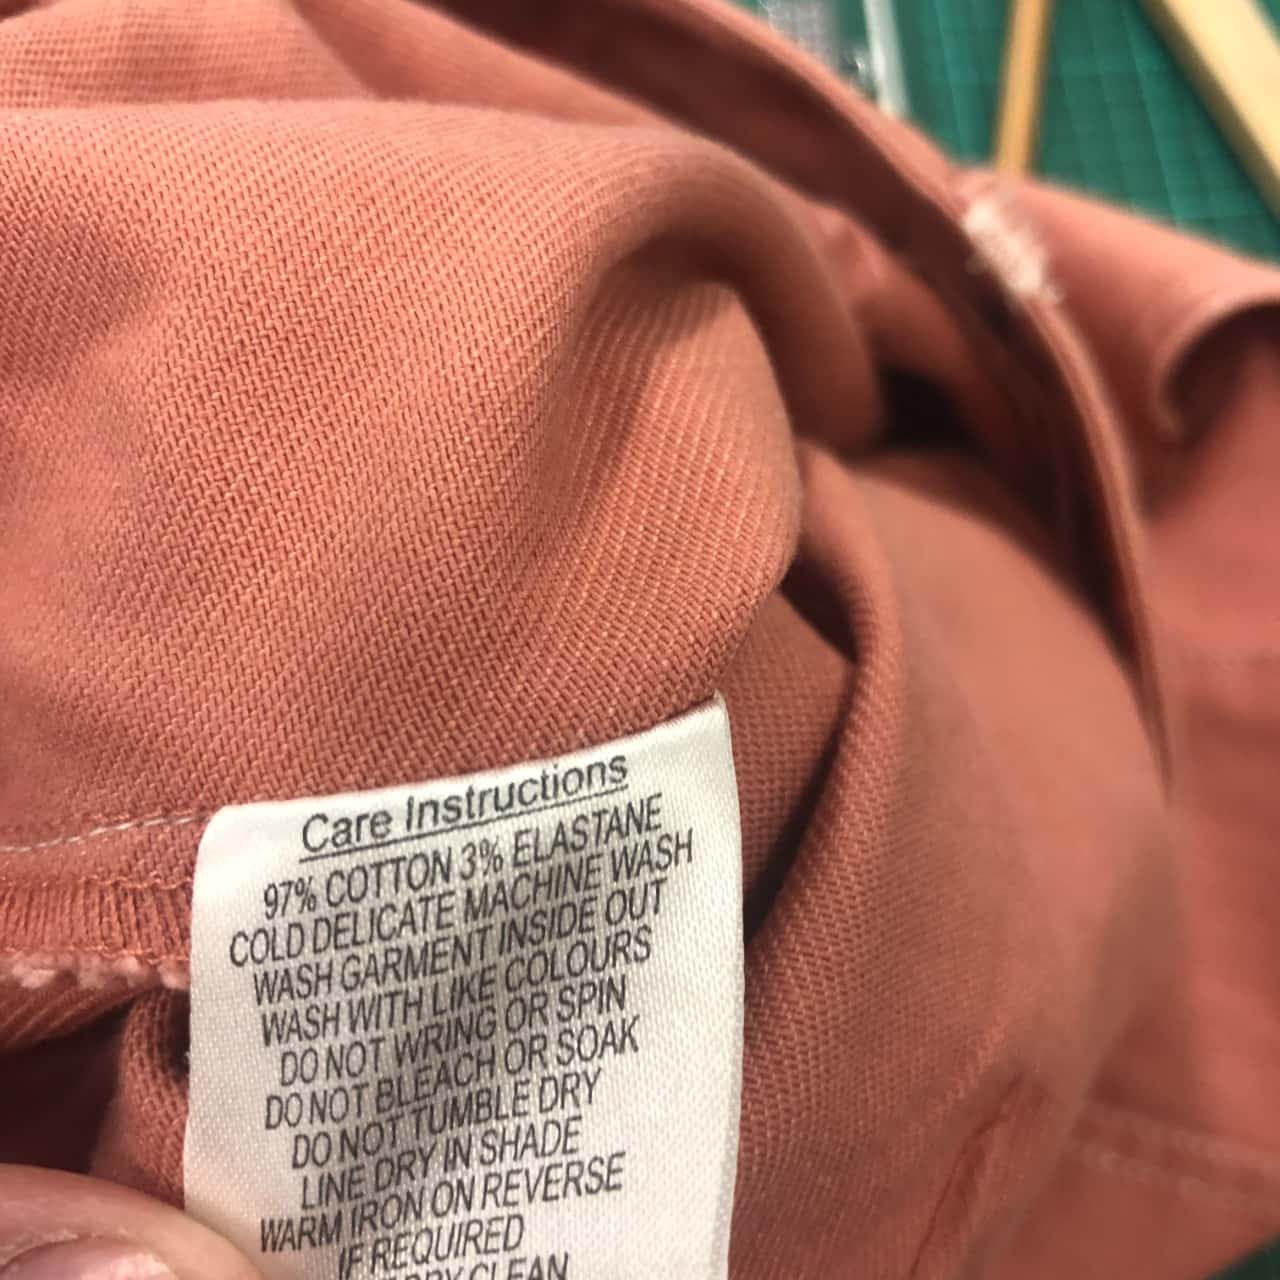 Care Instructions
97% COTTON 3% ELASTANE
COLD DELICATE MACHINE WASH
WASH GARMENT INSIDE OUT
WASH WITH LIKE COLOURS
DO NOT WRING OR SPIN
DO NOT BLEACH OR SOAK
DO NOT TUMBLE DRY
LINE DRY IN SHADE
WARM IRON ON REVERSE
IF REQUIRED
DRY CLEAN